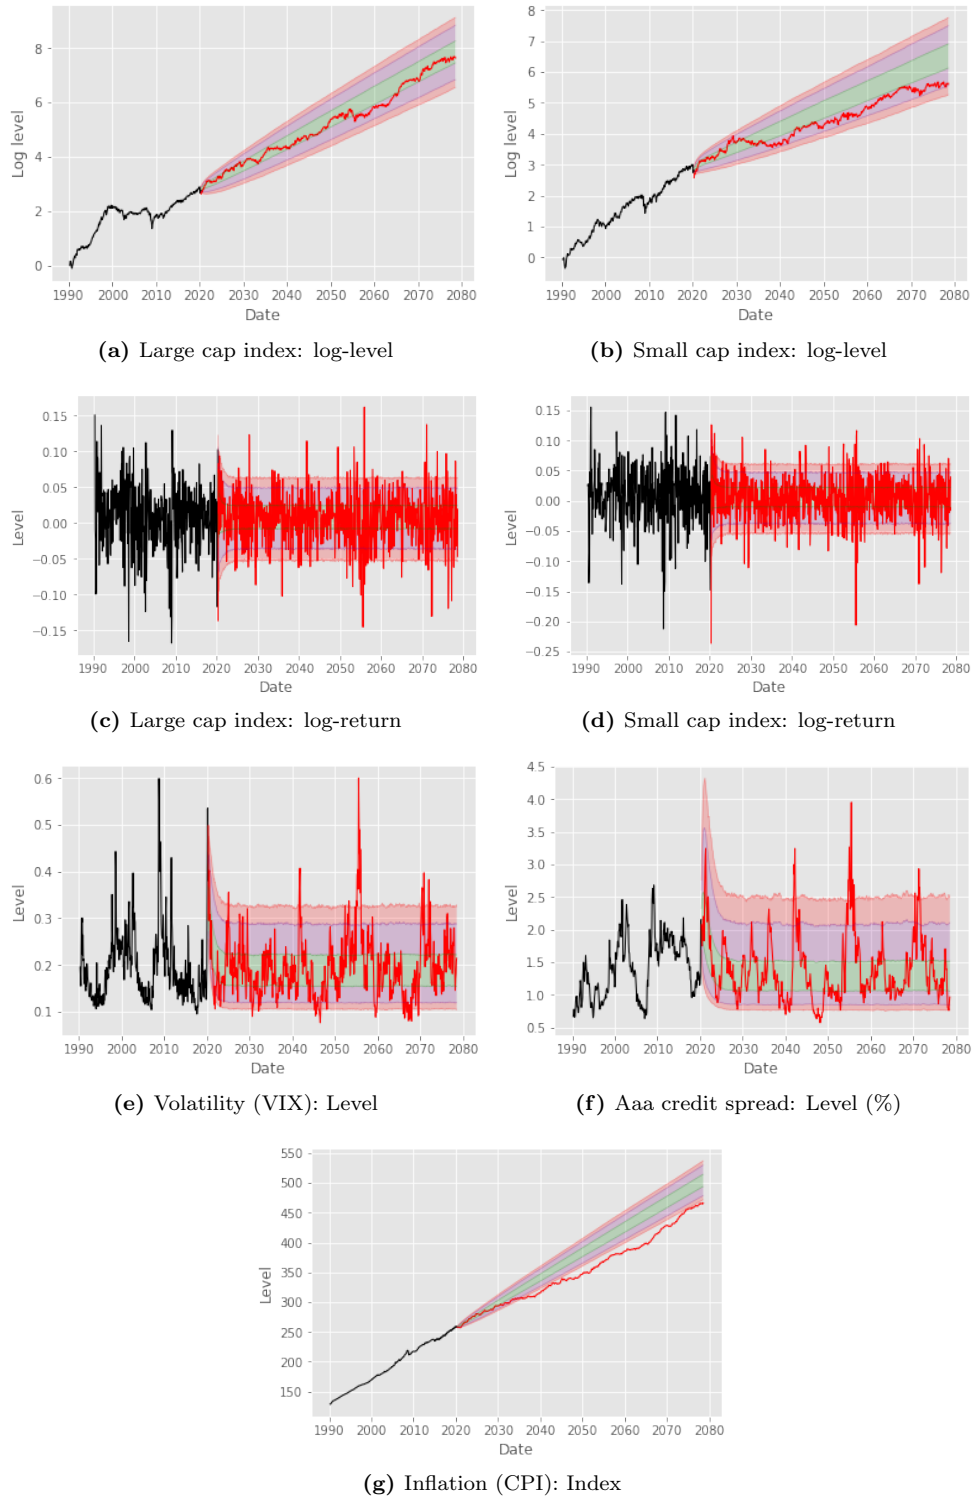 8
6
4
2
0
Log level
1990 2000 2010 2020 2030 2040 2050 2060 2070 2080
Date
(a) Large cap index: log-level
8
7
6
5
4
3
2
1
0
Log level
1990 2000 2010 2020 2030 2040 2050 2060 2070 2080
Date
(b) Small cap index: log-level
0.15
0.10
0.05
0.00
−0.05
−0.10
−0.15
Level
1990 2000 2010 2020 2030 2040 2050 2060 2070 2080
Date
(c) Large cap index: log-return
0.15
0.10
0.05
0.00
−0.05
−0.10
−0.15
−0.20
−0.25
Level
1990 2000 2010 2020 2030 2040 2050 2060 2070 2080
Date
(d) Small cap index: log-return
0.6
0.5
0.4
0.3
0.2
0.1
Level
1990 2000 2010 2020 2030 2040 2050 2060 2070 2080
Date
(e) Volatility (VIX): Level
4.5
4.0
3.5
3.0
2.5
2.0
1.5
1.0
0.5
Level
1990 2000 2010 2020 2030 2040 2050 2060 2070 2080
Date
(f) Aaa credit spread: Level (%)
550
500
450
400
350
300
250
200
150
Level
1990 2000 2010 2020 2030 2040 2050 2060 2070 2080
Date
(g) Inflation (CPI): Index